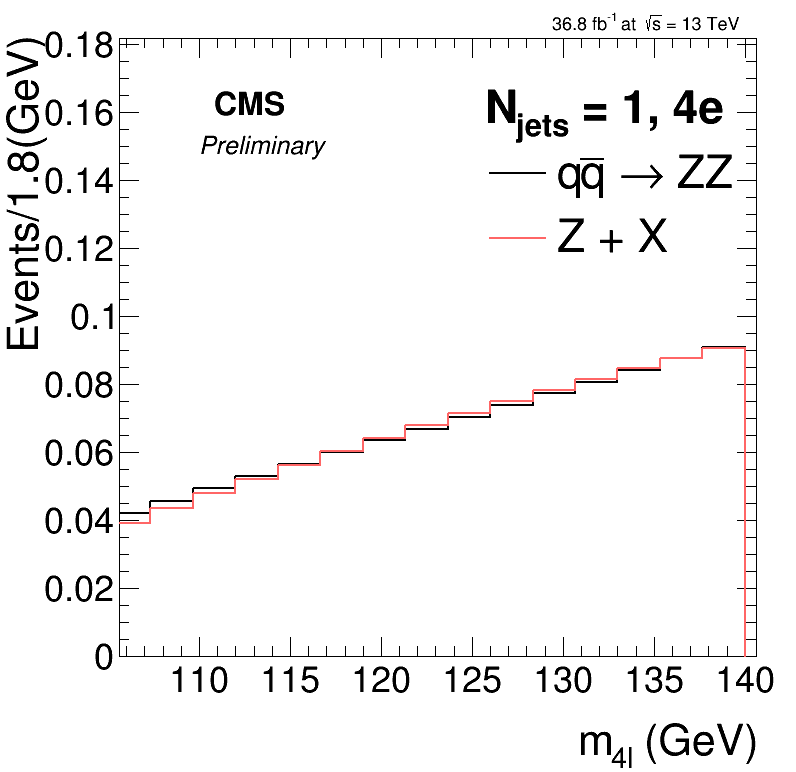 36.8 fb⁻¹ at √s = 13 TeV
Events/1.8(GeV)
0.18
0.16
0.14
0.12
0.1
0.08
0.06
0.04
0.02
0
CMS
Preliminary
N_jets = 1, 4e
qq̅ → ZZ
Z + X
110 115 120 125 130 135 140
m_4l (GeV)